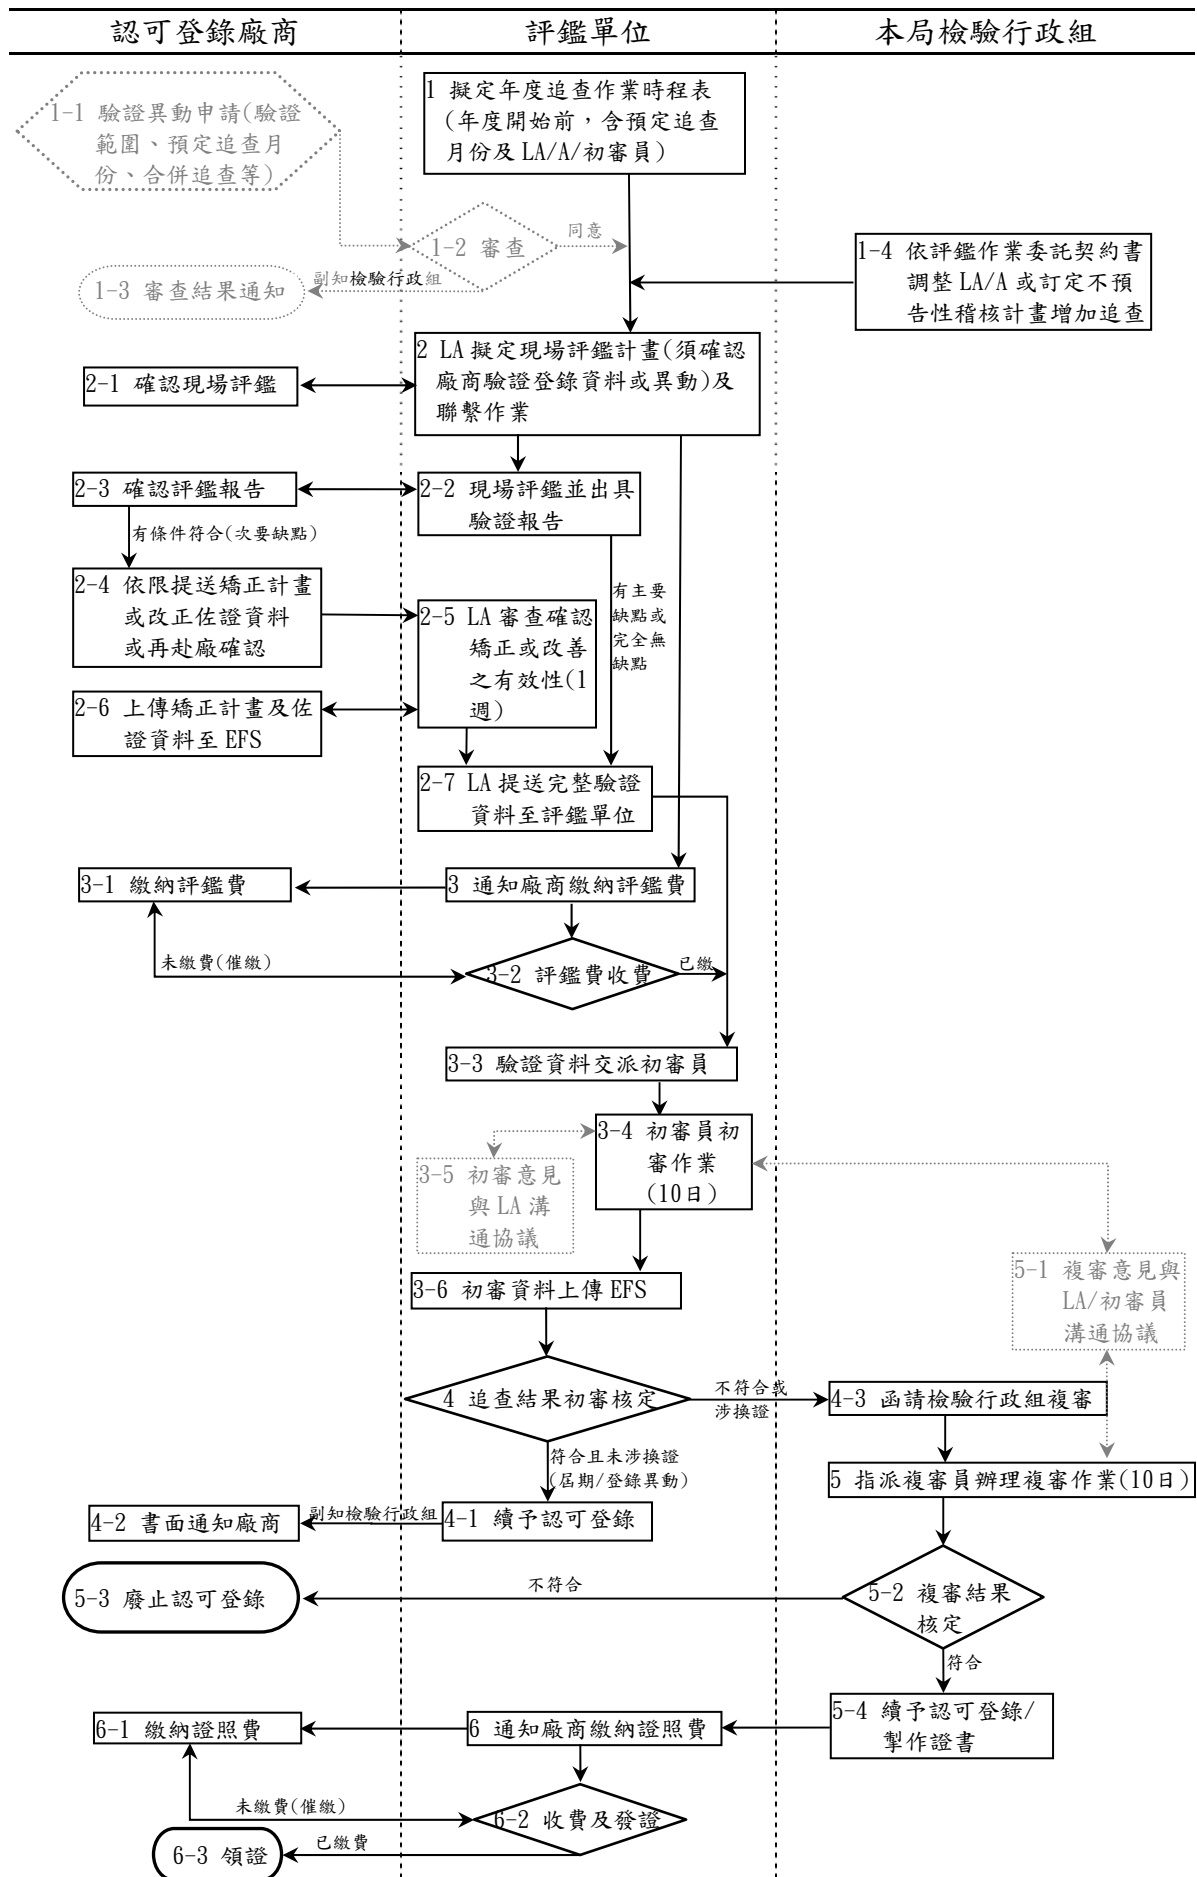 認可登錄廠商
評鑑單位
本局檢驗行政組
1-1 驗證異動申請(驗證
範圍、預定追查月
份、合併追查等)
1 擬定年度追查作業時程表
(年度開始前,含預定追查
月份及 LA/A/初審員)
1-2 審查
同意
1-3 審查結果通知
副知檢驗行政組
1-4 依評鑑作業委託契約書
調整 LA/A 或訂定不預
告性稽核計畫增加追查
2 LA 擬定現場評鑑計畫(須確認
廠商驗證登錄資料或異動)及
聯繫作業
2-1 確認現場評鑑
2-3 確認評鑑報告
2-2 現場評鑑並出具
驗證報告
有條件符合(次要缺點)
2-4 依限提送矯正計畫
或改正佐證資料
或再赴廠確認
2-5 LA 審查確認
矯正或改善
之有效性(1
週)
有主要
缺點或
完全無
缺點
2-6 上傳矯正計畫及佐
證資料至 EFS
2-7 LA 提送完整驗證
資料至評鑑單位
3-1 繳納評鑑費
3 通知廠商繳納評鑑費
未繳費(催繳)
3-2 評鑑費收費
已繳
3-3 驗證資料交派初審員
3-4 初審員初
審作業
(10日)
3-5 初審意見
與 LA 溝
通協議
3-6 初審資料上傳 EFS
5-1 複審意見與
LA/初審員
溝通協議
4 追查結果初審核定
不符合或
涉換證
4-3 函請檢驗行政組複審
符合且未涉換證
(屆期/登錄異動)
5 指派複審員辦理複審作業(10日)
4-2 書面通知廠商
副知檢驗行政組
4-1 續予認可登錄
5-3 廢止認可登錄
不符合
5-2 複審結果
核定
符合
5-4 續予認可登錄/
掣作證書
6-1 繳納證照費
6 通知廠商繳納證照費
未繳費(催繳)
6-2 收費及發證
已繳費
6-3 領證